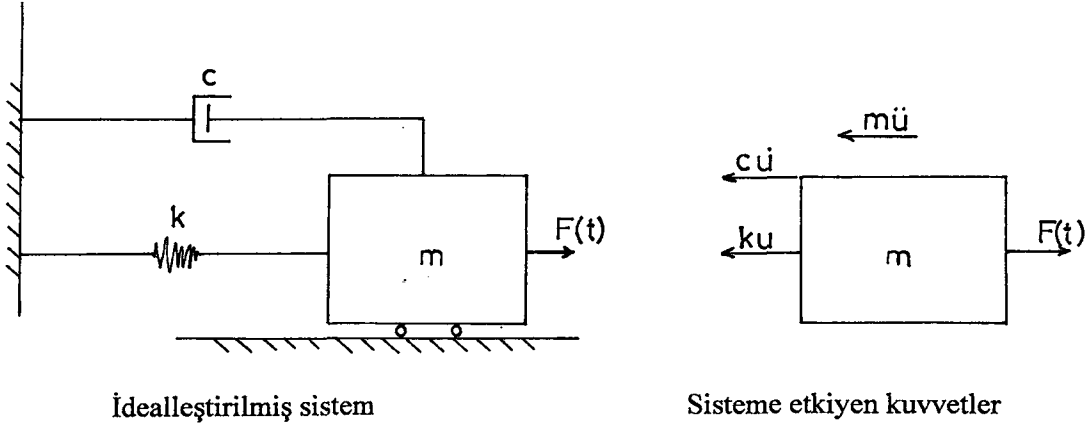 c
k
m
F(t)
mü
cu̇
ku
m
F(t)
İdealleştirilmiş sistem
Sisteme etkiyen kuvvetler